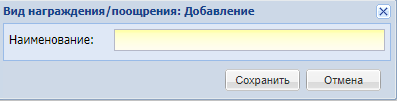 Вид награждения/поощрения: Добавление
Наименование:
Сохранить Отмена